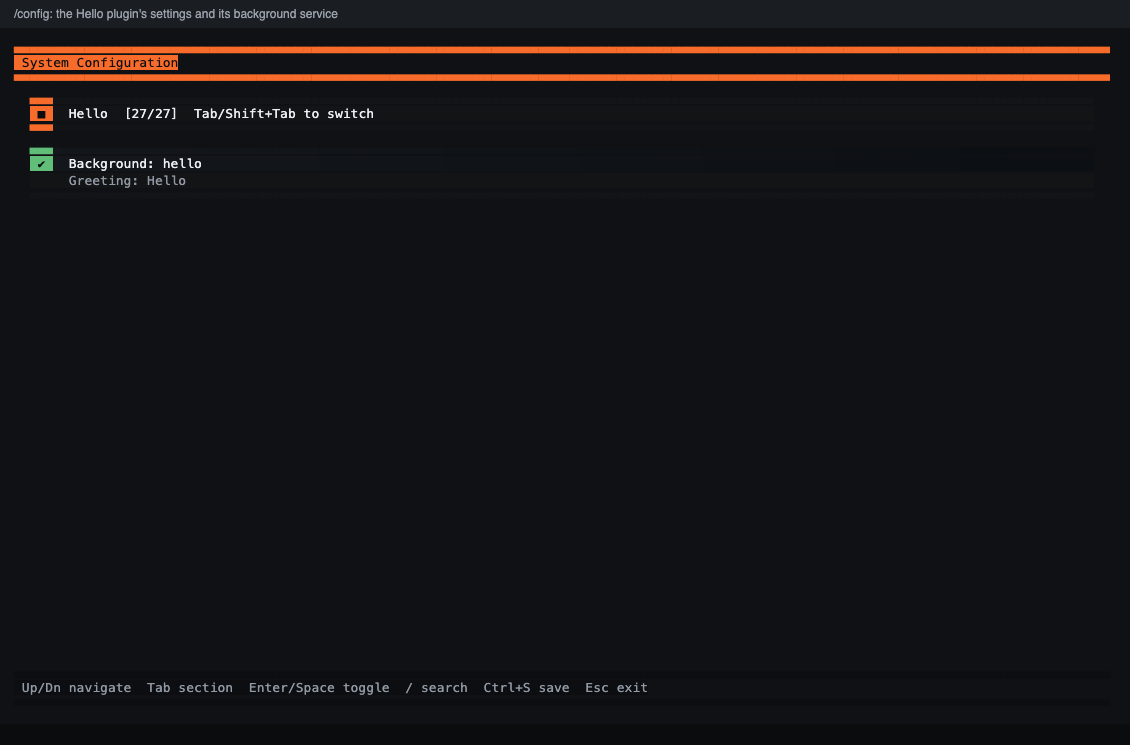 /config: the Hello plugin's settings and its background service
System Configuration
■ Hello [27/27] Tab/Shift+Tab to switch
✔ Background: hello
Greeting: Hello
Up/Dn navigate Tab section Enter/Space toggle / search Ctrl+S save Esc exit